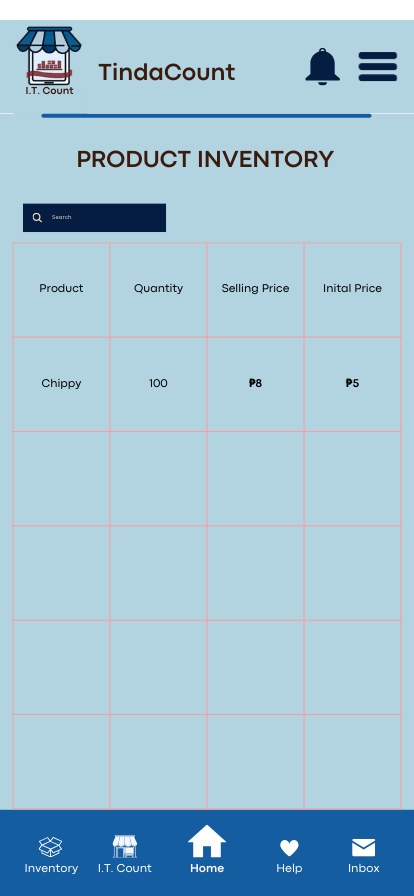 I.T. Count
TindaCount
PRODUCT INVENTORY
Search
Product Quantity Selling Price Inital Price
Chippy 100 ₱8 ₱5
Inventory I.T. Count Home Help Inbox